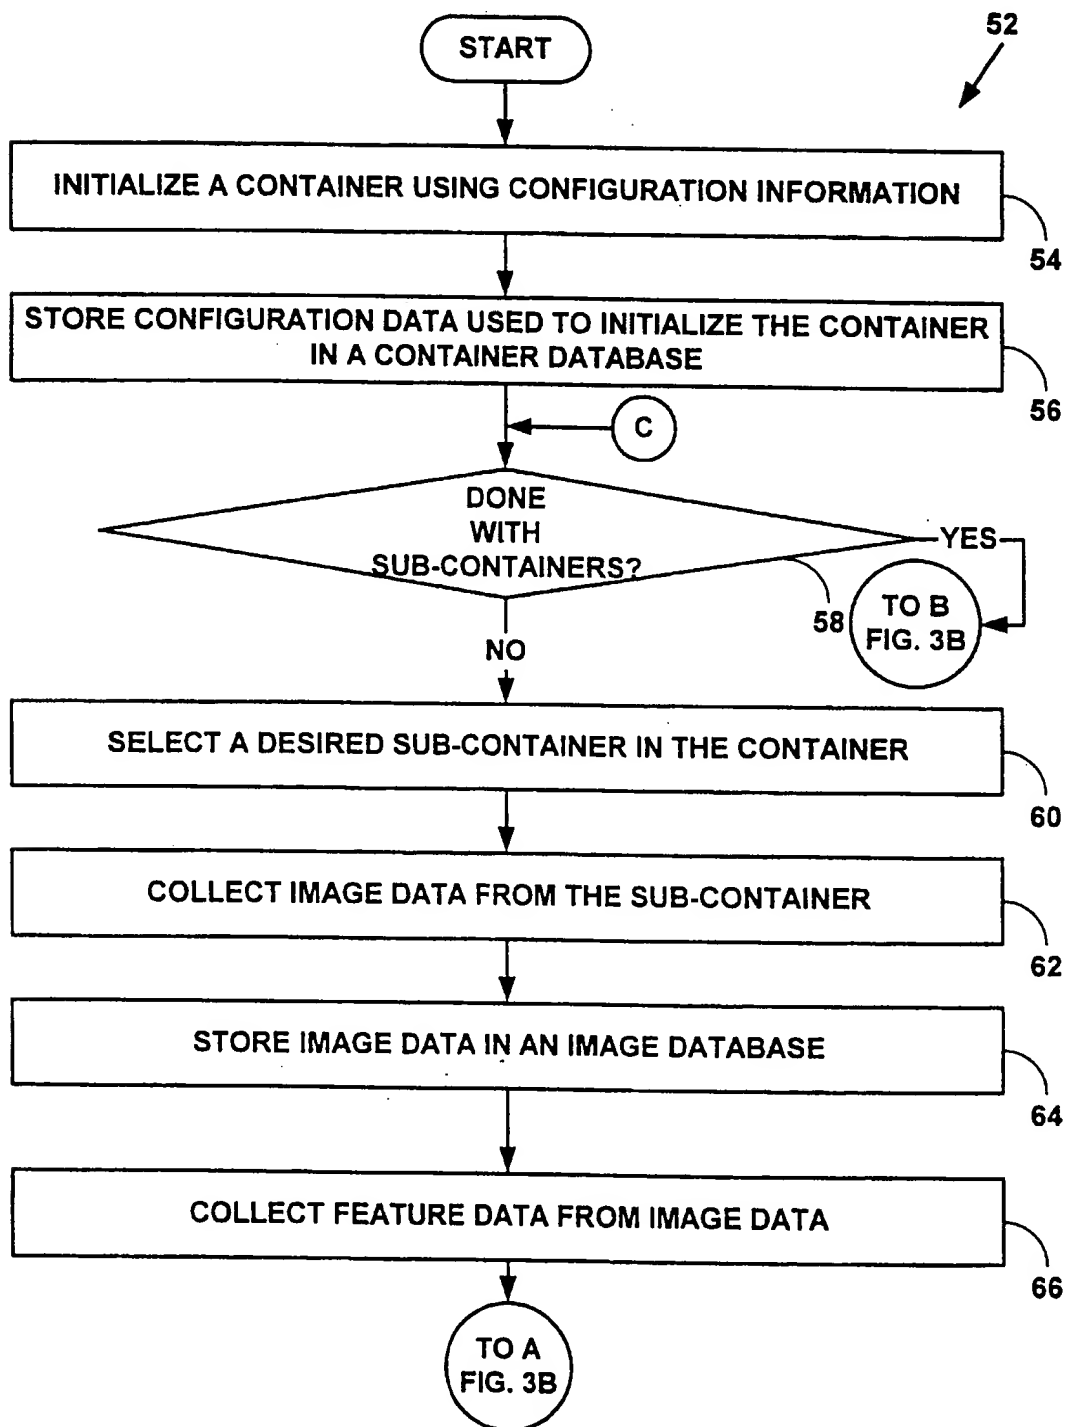 52
START
INITIALIZE A CONTAINER USING CONFIGURATION INFORMATION
54
STORE CONFIGURATION DATA USED TO INITIALIZE THE CONTAINER
IN A CONTAINER DATABASE
56
C
DONE
WITH
SUB-CONTAINERS?
YES
58
TO B
FIG. 3B
NO
SELECT A DESIRED SUB-CONTAINER IN THE CONTAINER
60
COLLECT IMAGE DATA FROM THE SUB-CONTAINER
62
STORE IMAGE DATA IN AN IMAGE DATABASE
64
COLLECT FEATURE DATA FROM IMAGE DATA
66
TO A
FIG. 3B